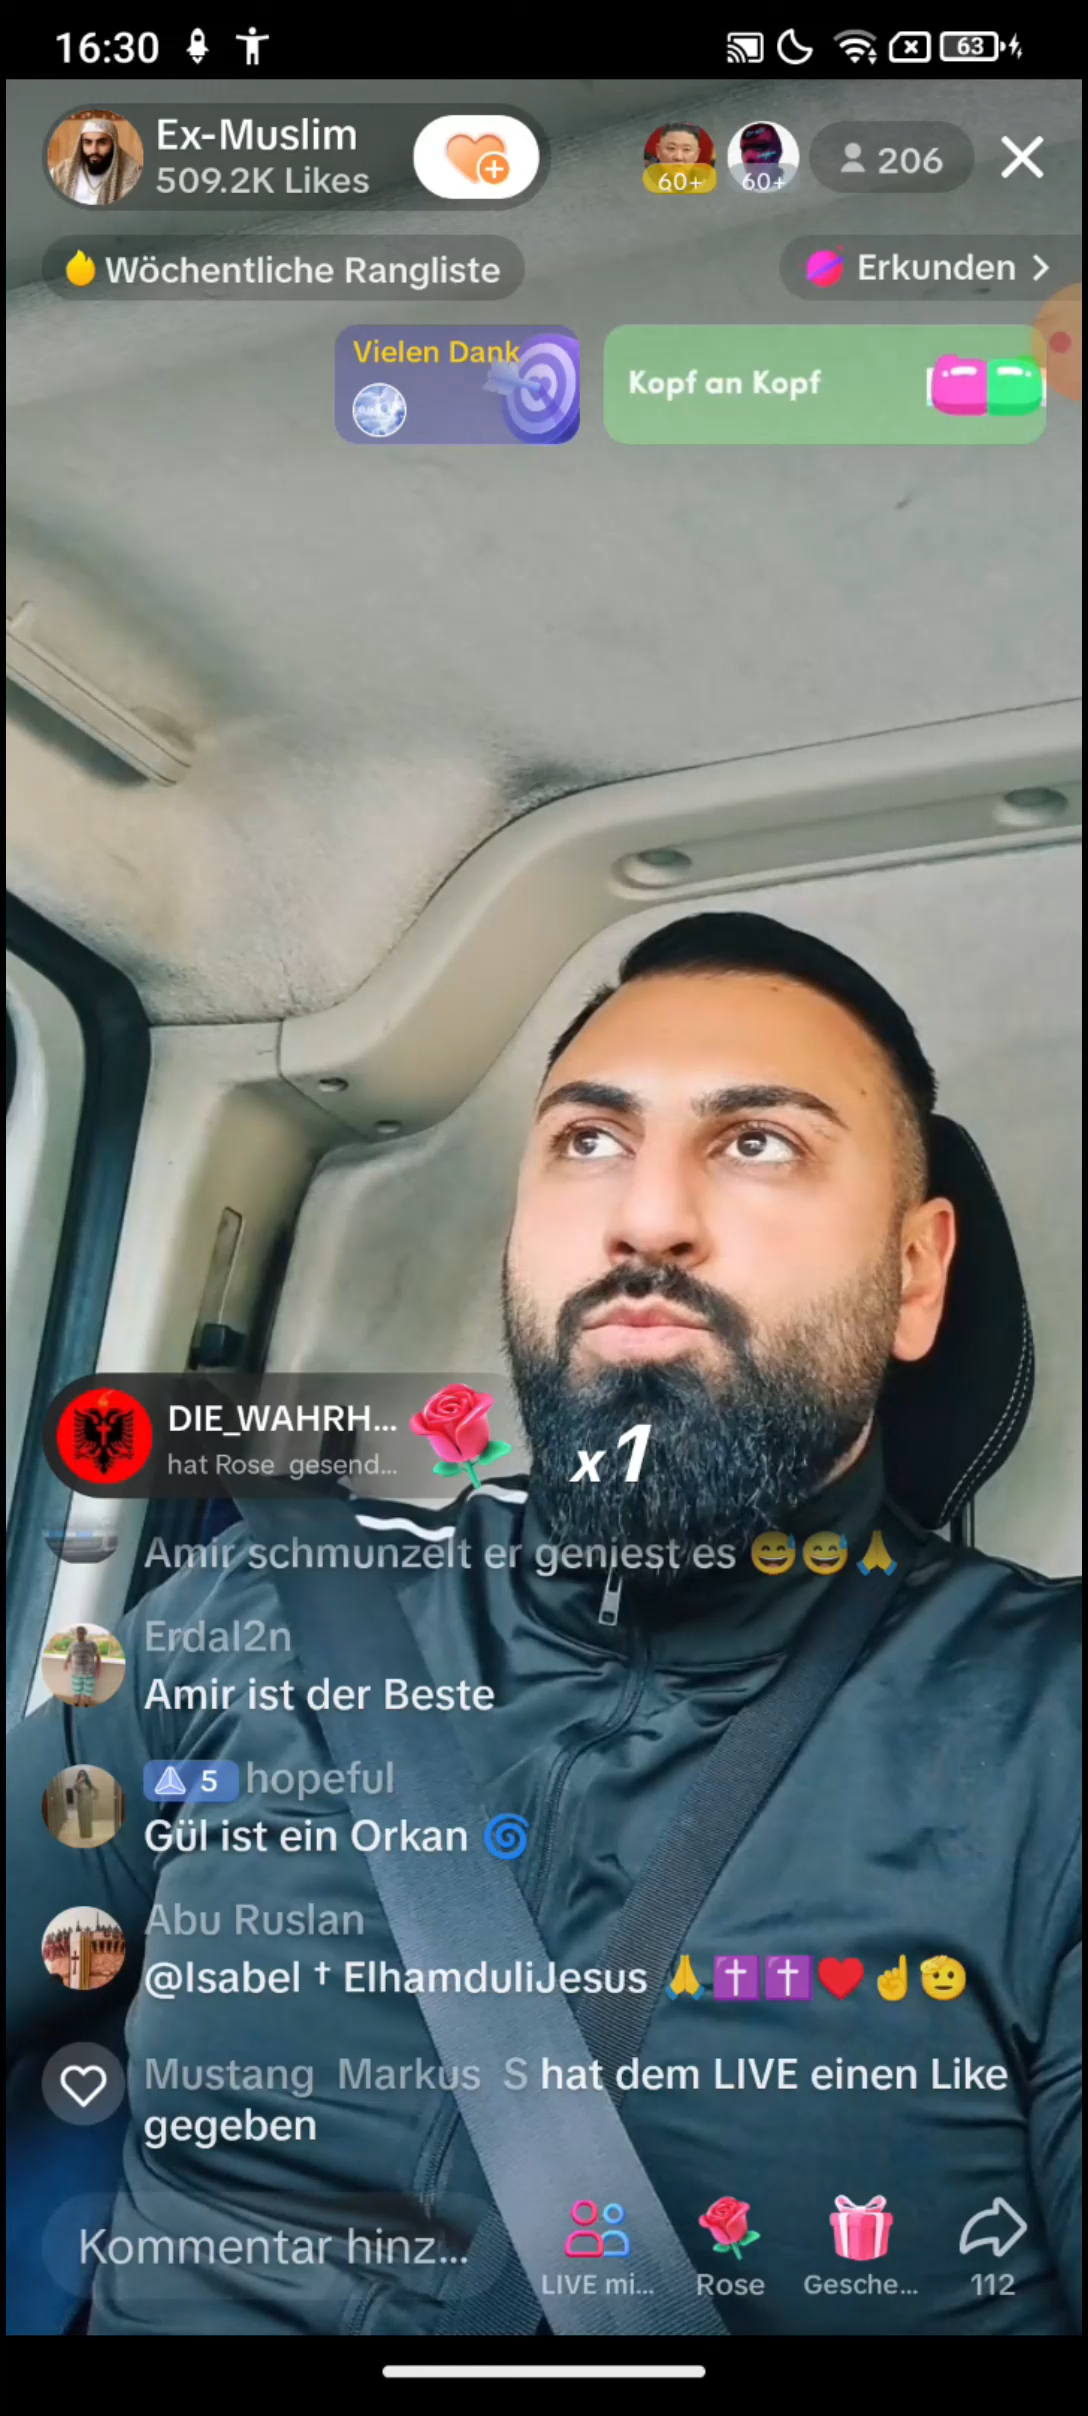 16:30
63
Ex-Muslim
509.2K Likes
60+
60+
206
Wöchentliche Rangliste
Erkunden
Vielen Dank
Kopf an Kopf
DIE_WAHRH...
hat Rose gesend...
x1
Amir schmunzelt er geniest es 😅😅🙏
Erdal2n
Amir ist der Beste
5 hopeful
Gül ist ein Orkan 🌀
Abu Ruslan
@Isabel † ElhamduliJesus 🙏✝️✝️❤️☝️🫡
Mustang Markus S hat dem LIVE einen Like
gegeben
Kommentar hinz...
LIVE mi...
Rose
Gesche...
112